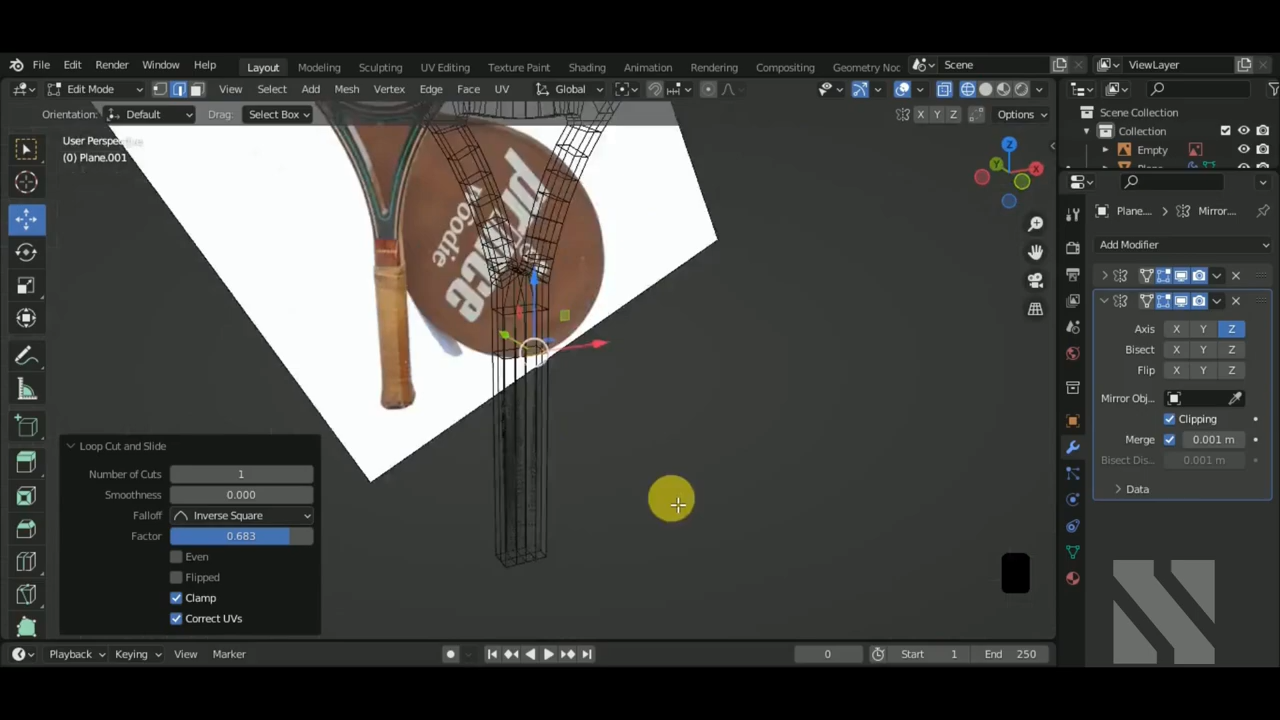 File Edit Render Window Help Layout Modeling Sculpting UV Editing Texture Paint Shading Animation Rendering Compositing Geometry Noc Scene ViewLayer
Edit Mode View Select Add Mesh Vertex Edge Face UV Global
Orientation: Default Drag: Select Box X Y Z Options
Scene Collection
Collection
Empty
User Perspective
(0) Plane.001
prince
woodie
Z
Y
X
Plane... Mirror...
Add Modifier
Axis X Y Z
Bisect X Y Z
Flip X Y Z
Mirror Obj...
Clipping
Merge 0.001 m
Bisect Dis... 0.001 m
Data
Loop Cut and Slide
Number of Cuts 1
Smoothness 0.000
Falloff Inverse Square
Factor 0.683
Even
Flipped
Clamp
Correct UVs
Playback Keying View Marker 0 Start 1 End 250